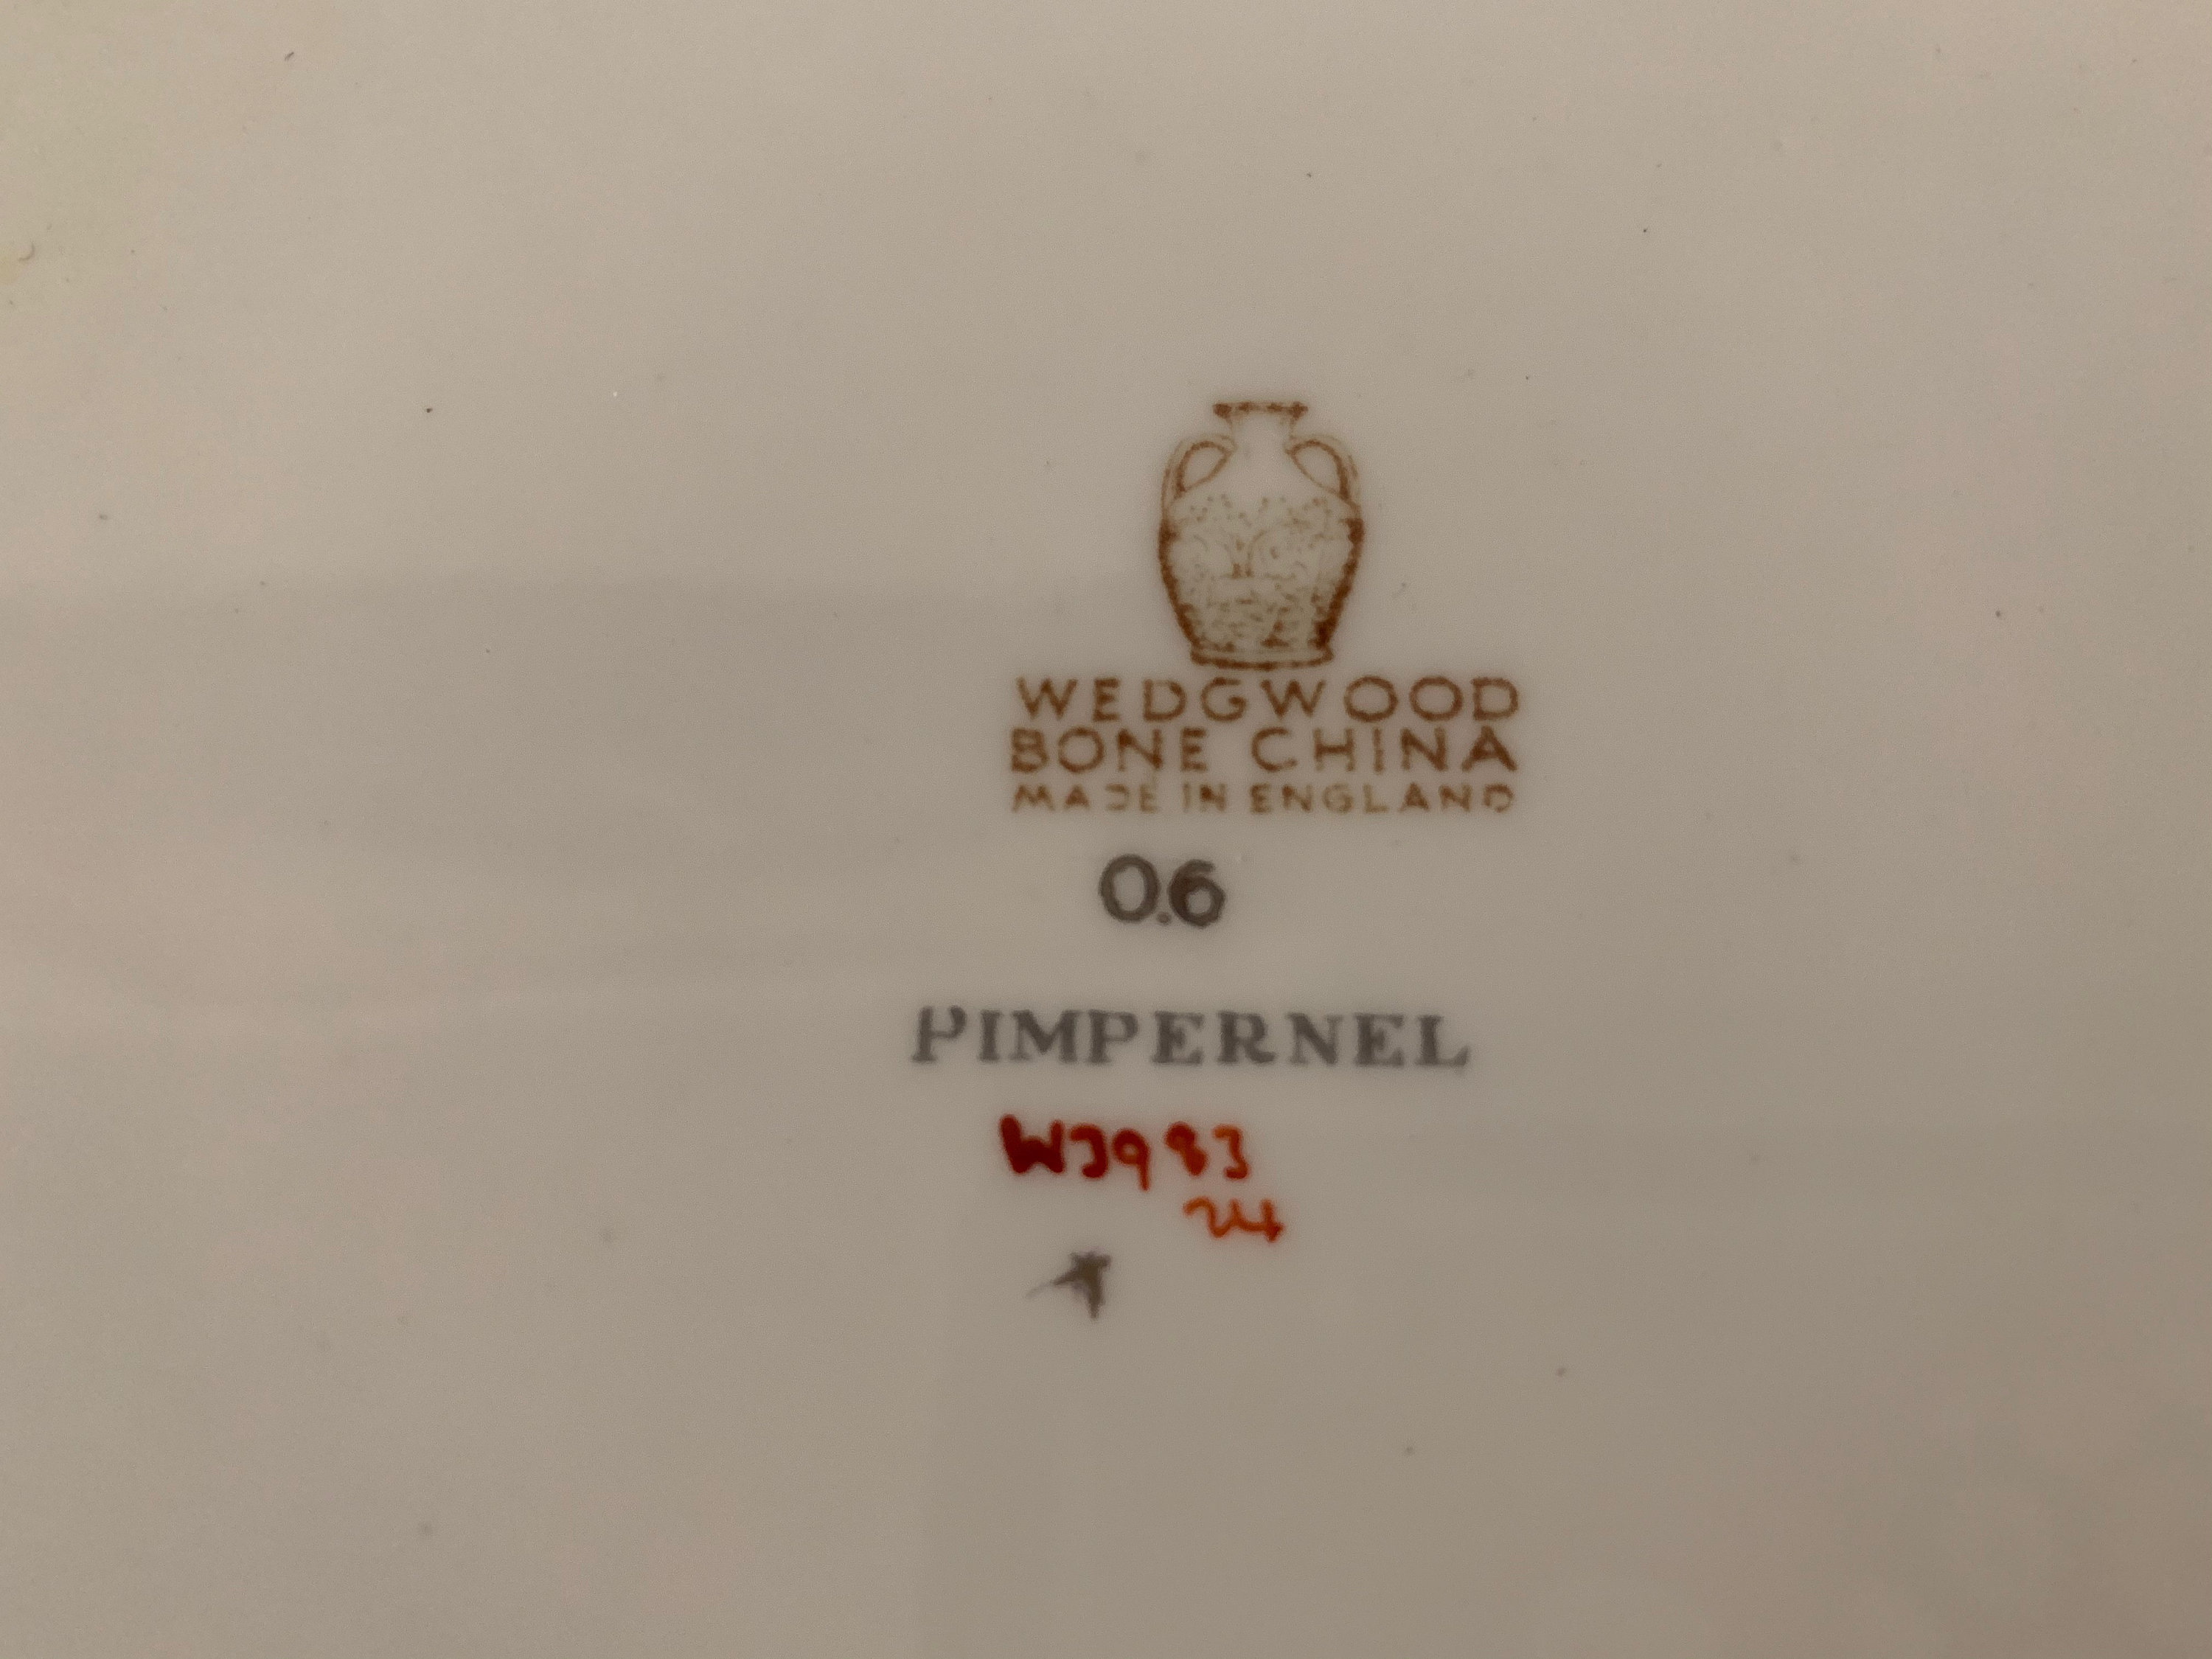 WEDGWOOD
BONE CHINA
MADE IN ENGLAND
O.6
PIMPERNEL
W3983
24